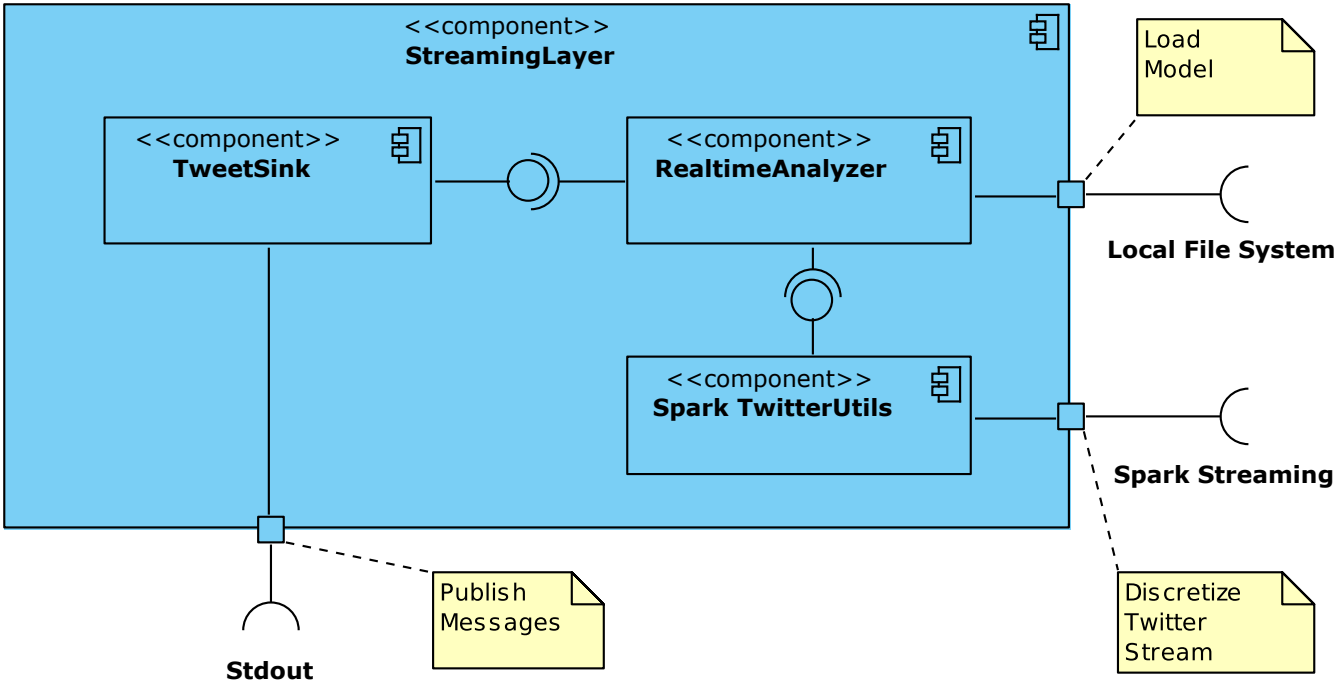 <<component>>
StreamingLayer
Load
Model
<<component>>
TweetSink
<<component>>
RealtimeAnalyzer
Local File System
<<component>>
Spark TwitterUtils
Spark Streaming
Publish
Messages
Discretize
Twitter
Stream
Stdout